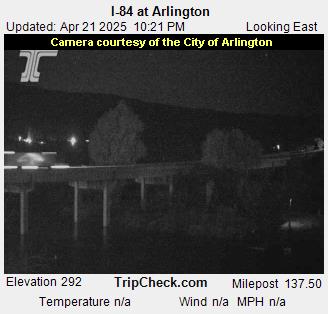 I-84 at Arlington
Updated: Apr 21 2025 10:21 PM Looking East
Camera courtesy of the City of Arlington
Elevation 292 TripCheck.com Milepost 137.50
Temperature n/a Wind n/a MPH n/a